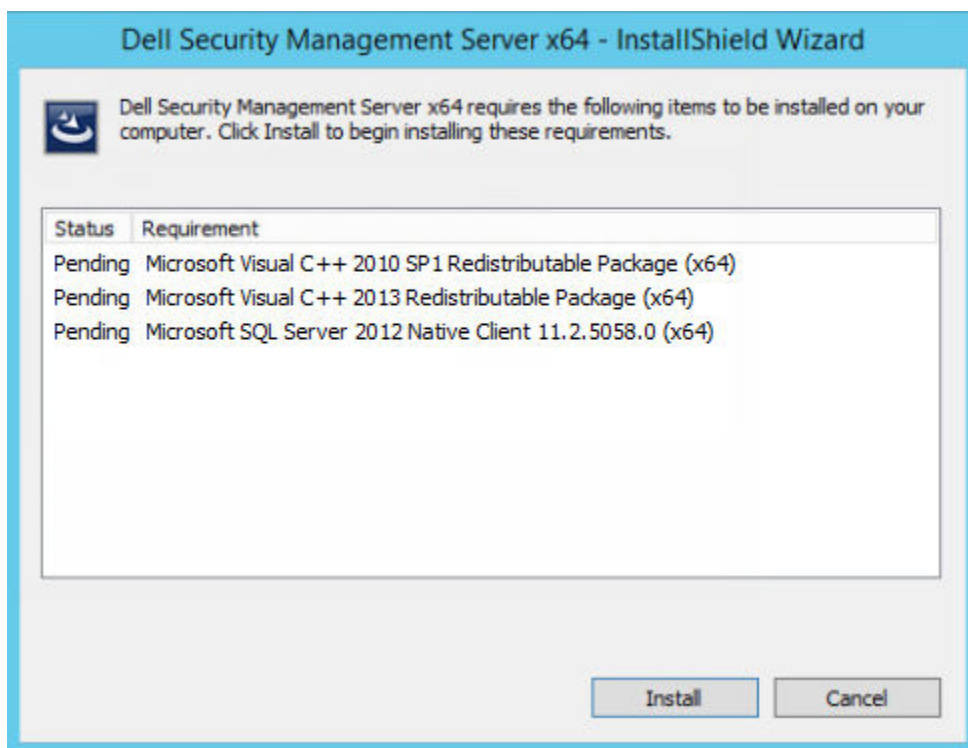 Dell Security Management Server x64 - InstallShield Wizard
Dell Security Management Server x64 requires the following items to be installed on your
computer. Click Install to begin installing these requirements.
Status Requirement
Pending Microsoft Visual C++ 2010 SP1 Redistributable Package (x64)
Pending Microsoft Visual C++ 2013 Redistributable Package (x64)
Pending Microsoft SQL Server 2012 Native Client 11.2.5058.0 (x64)
Install Cancel